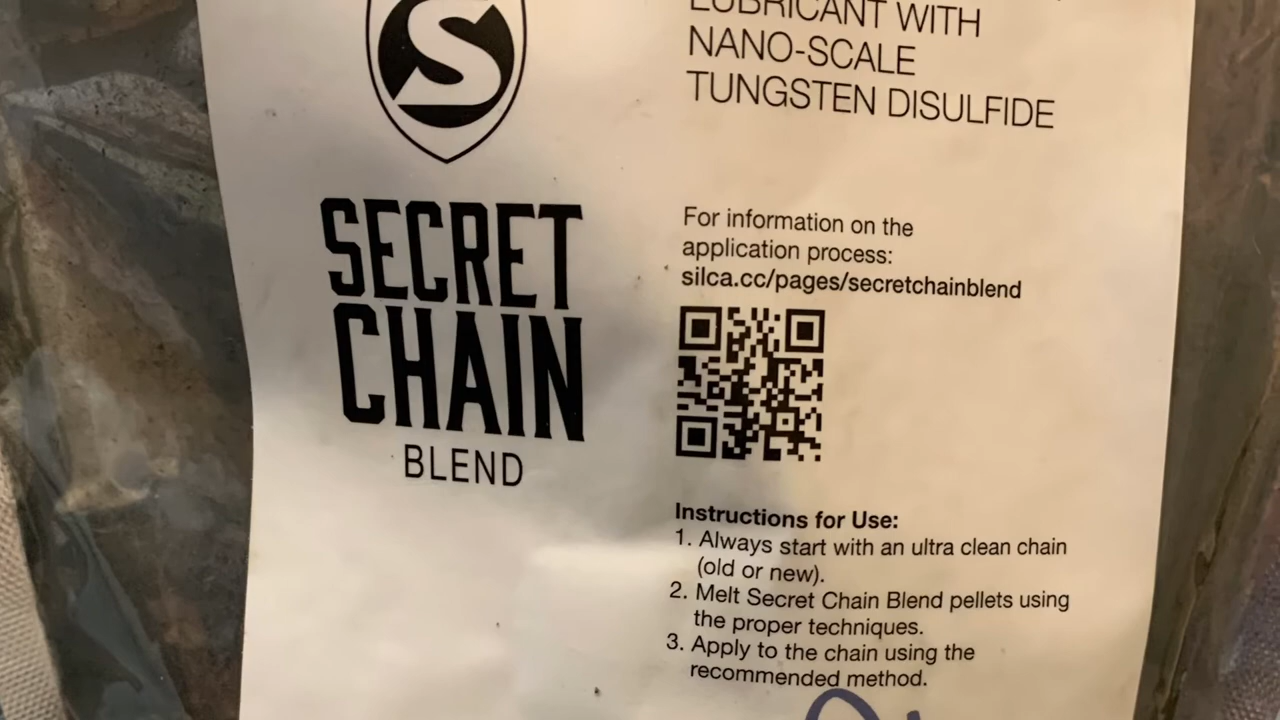 S
LUBRICANT WITH
NANO-SCALE
TUNGSTEN DISULFIDE
SECRET
CHAIN
BLEND
For information on the
application process:
silca.cc/pages/secretchainblend
Instructions for Use:
1. Always start with an ultra clean chain
(old or new).
2. Melt Secret Chain Blend pellets using
the proper techniques.
3. Apply to the chain using the
recommended method.